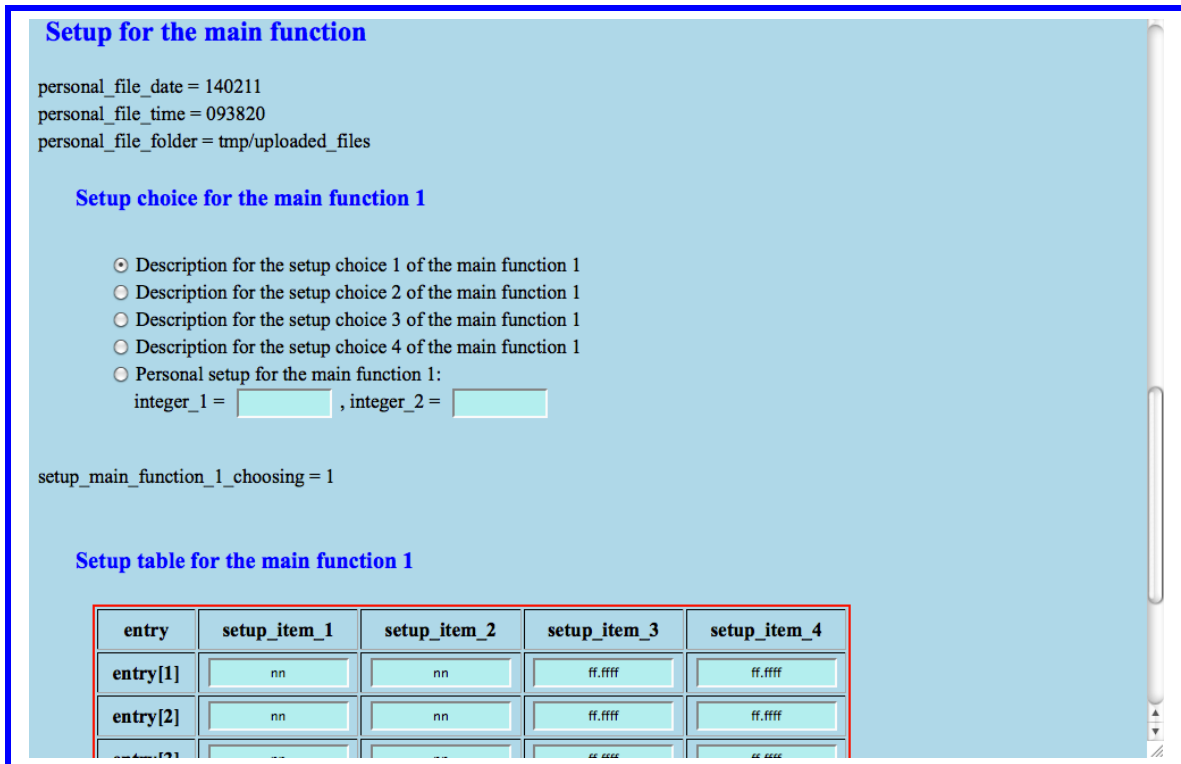 Setup for the main function
personal_file_date = 140211
personal_file_time = 093820
personal_file_folder = tmp/uploaded_files
Setup choice for the main function 1
Description for the setup choice 1 of the main function 1
Description for the setup choice 2 of the main function 1
Description for the setup choice 3 of the main function 1
Description for the setup choice 4 of the main function 1
Personal setup for the main function 1:
integer_1 = , integer_2 =
setup_main_function_1_choosing = 1
Setup table for the main function 1
entry setup_item_1 setup_item_2 setup_item_3 setup_item_4
entry[1] nn nn ff.ffff ff.ffff
entry[2] nn nn ff.ffff ff.ffff